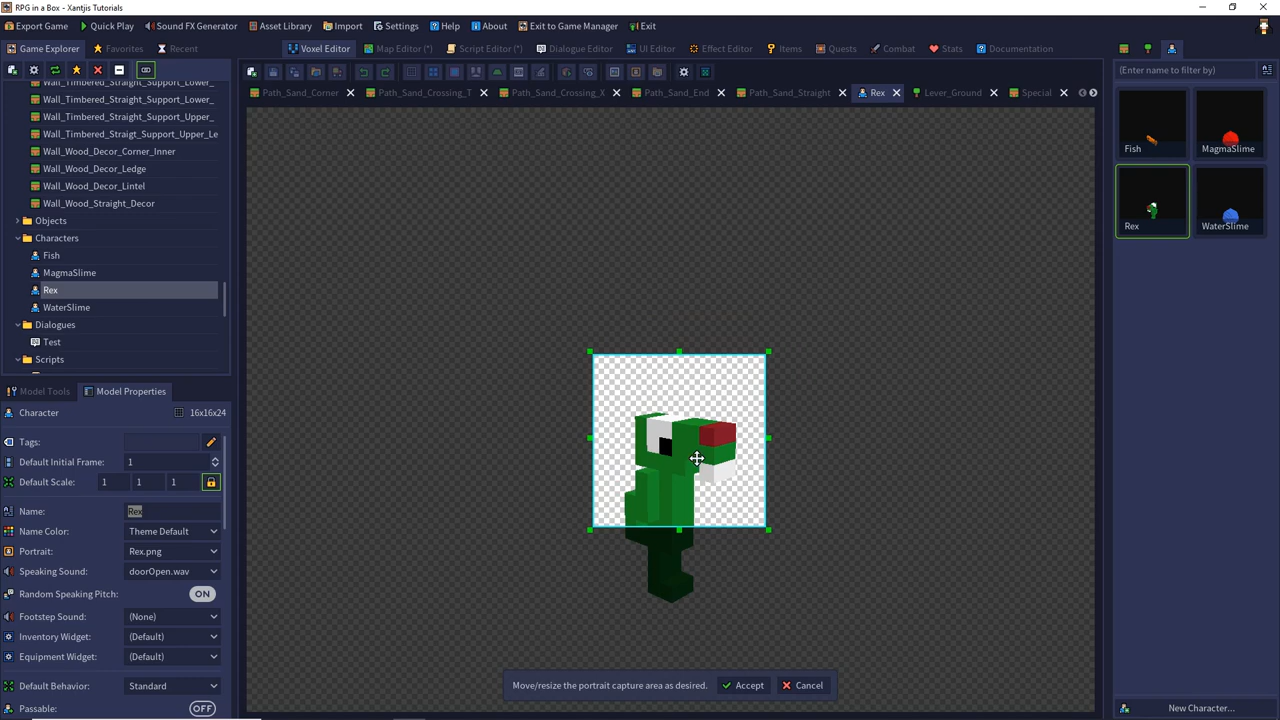 RPG in a Box - Xantjis Tutorials
Export Game
Quick Play
Sound FX Generator
Asset Library
Import
Settings
Help
About
Exit to Game Manager
Exit
Game Explorer
Favorites
Recent
Voxel Editor
Map Editor (*)
Script Editor (*)
Dialogue Editor
UI Editor
Effect Editor
Items
Quests
Combat
Stats
Documentation
(Enter name to filter by)
Path_Sand_Corner
Path_Sand_Crossing_T
Path_Sand_Crossing_X
Path_Sand_End
Path_Sand_Straight
Rex
Lever_Ground
Special
Wall_Timbered_Straight_Support_Lower_
Wall_Timbered_Straight_Support_Lower_
Wall_Timbered_Straight_Support_Upper_
Wall_Timbered_Straigt_Support_Upper_Le
Wall_Wood_Decor_Corner_Inner
Wall_Wood_Decor_Ledge
Wall_Wood_Decor_Lintel
Wall_Wood_Straight_Decor
Objects
Characters
Fish
MagmaSlime
Rex
WaterSlime
Dialogues
Test
Scripts
Model Tools
Model Properties
Character
16x16x24
Tags:
Default Initial Frame: 1
Default Scale: 1 1 1
Name: Rex
Name Color: Theme Default
Portrait: Rex.png
Speaking Sound: doorOpen.wav
Random Speaking Pitch: ON
Footstep Sound: (None)
Inventory Widget: (Default)
Equipment Widget: (Default)
Default Behavior: Standard
Passable: OFF
Move/resize the portrait capture area as desired.
Accept
Cancel
Fish
MagmaSlime
Rex
WaterSlime
New Character...